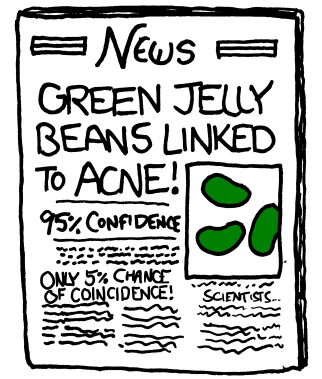 NEWS
GREEN JELLY
BEANS LINKED
TO ACNE!
95% CONFIDENCE
ONLY 5% CHANCE
OF COINCIDENCE!
SCIENTISTS...